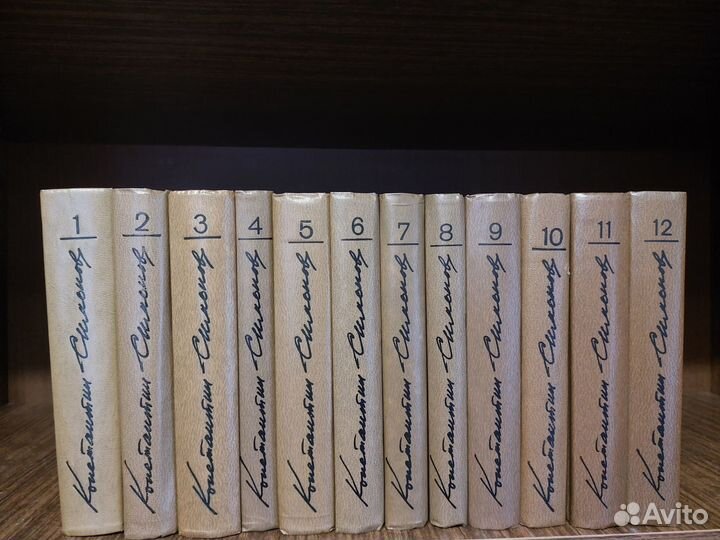 1
Константин Симонов
2
Константин Симонов
3
Константин Симонов
4
Константин Симонов
5
Константин Симонов
6
Константин Симонов
7
Константин Симонов
8
Константин Симонов
9
Константин Симонов
10
Константин Симонов
11
Константин Симонов
12
Константин Симонов
Avito